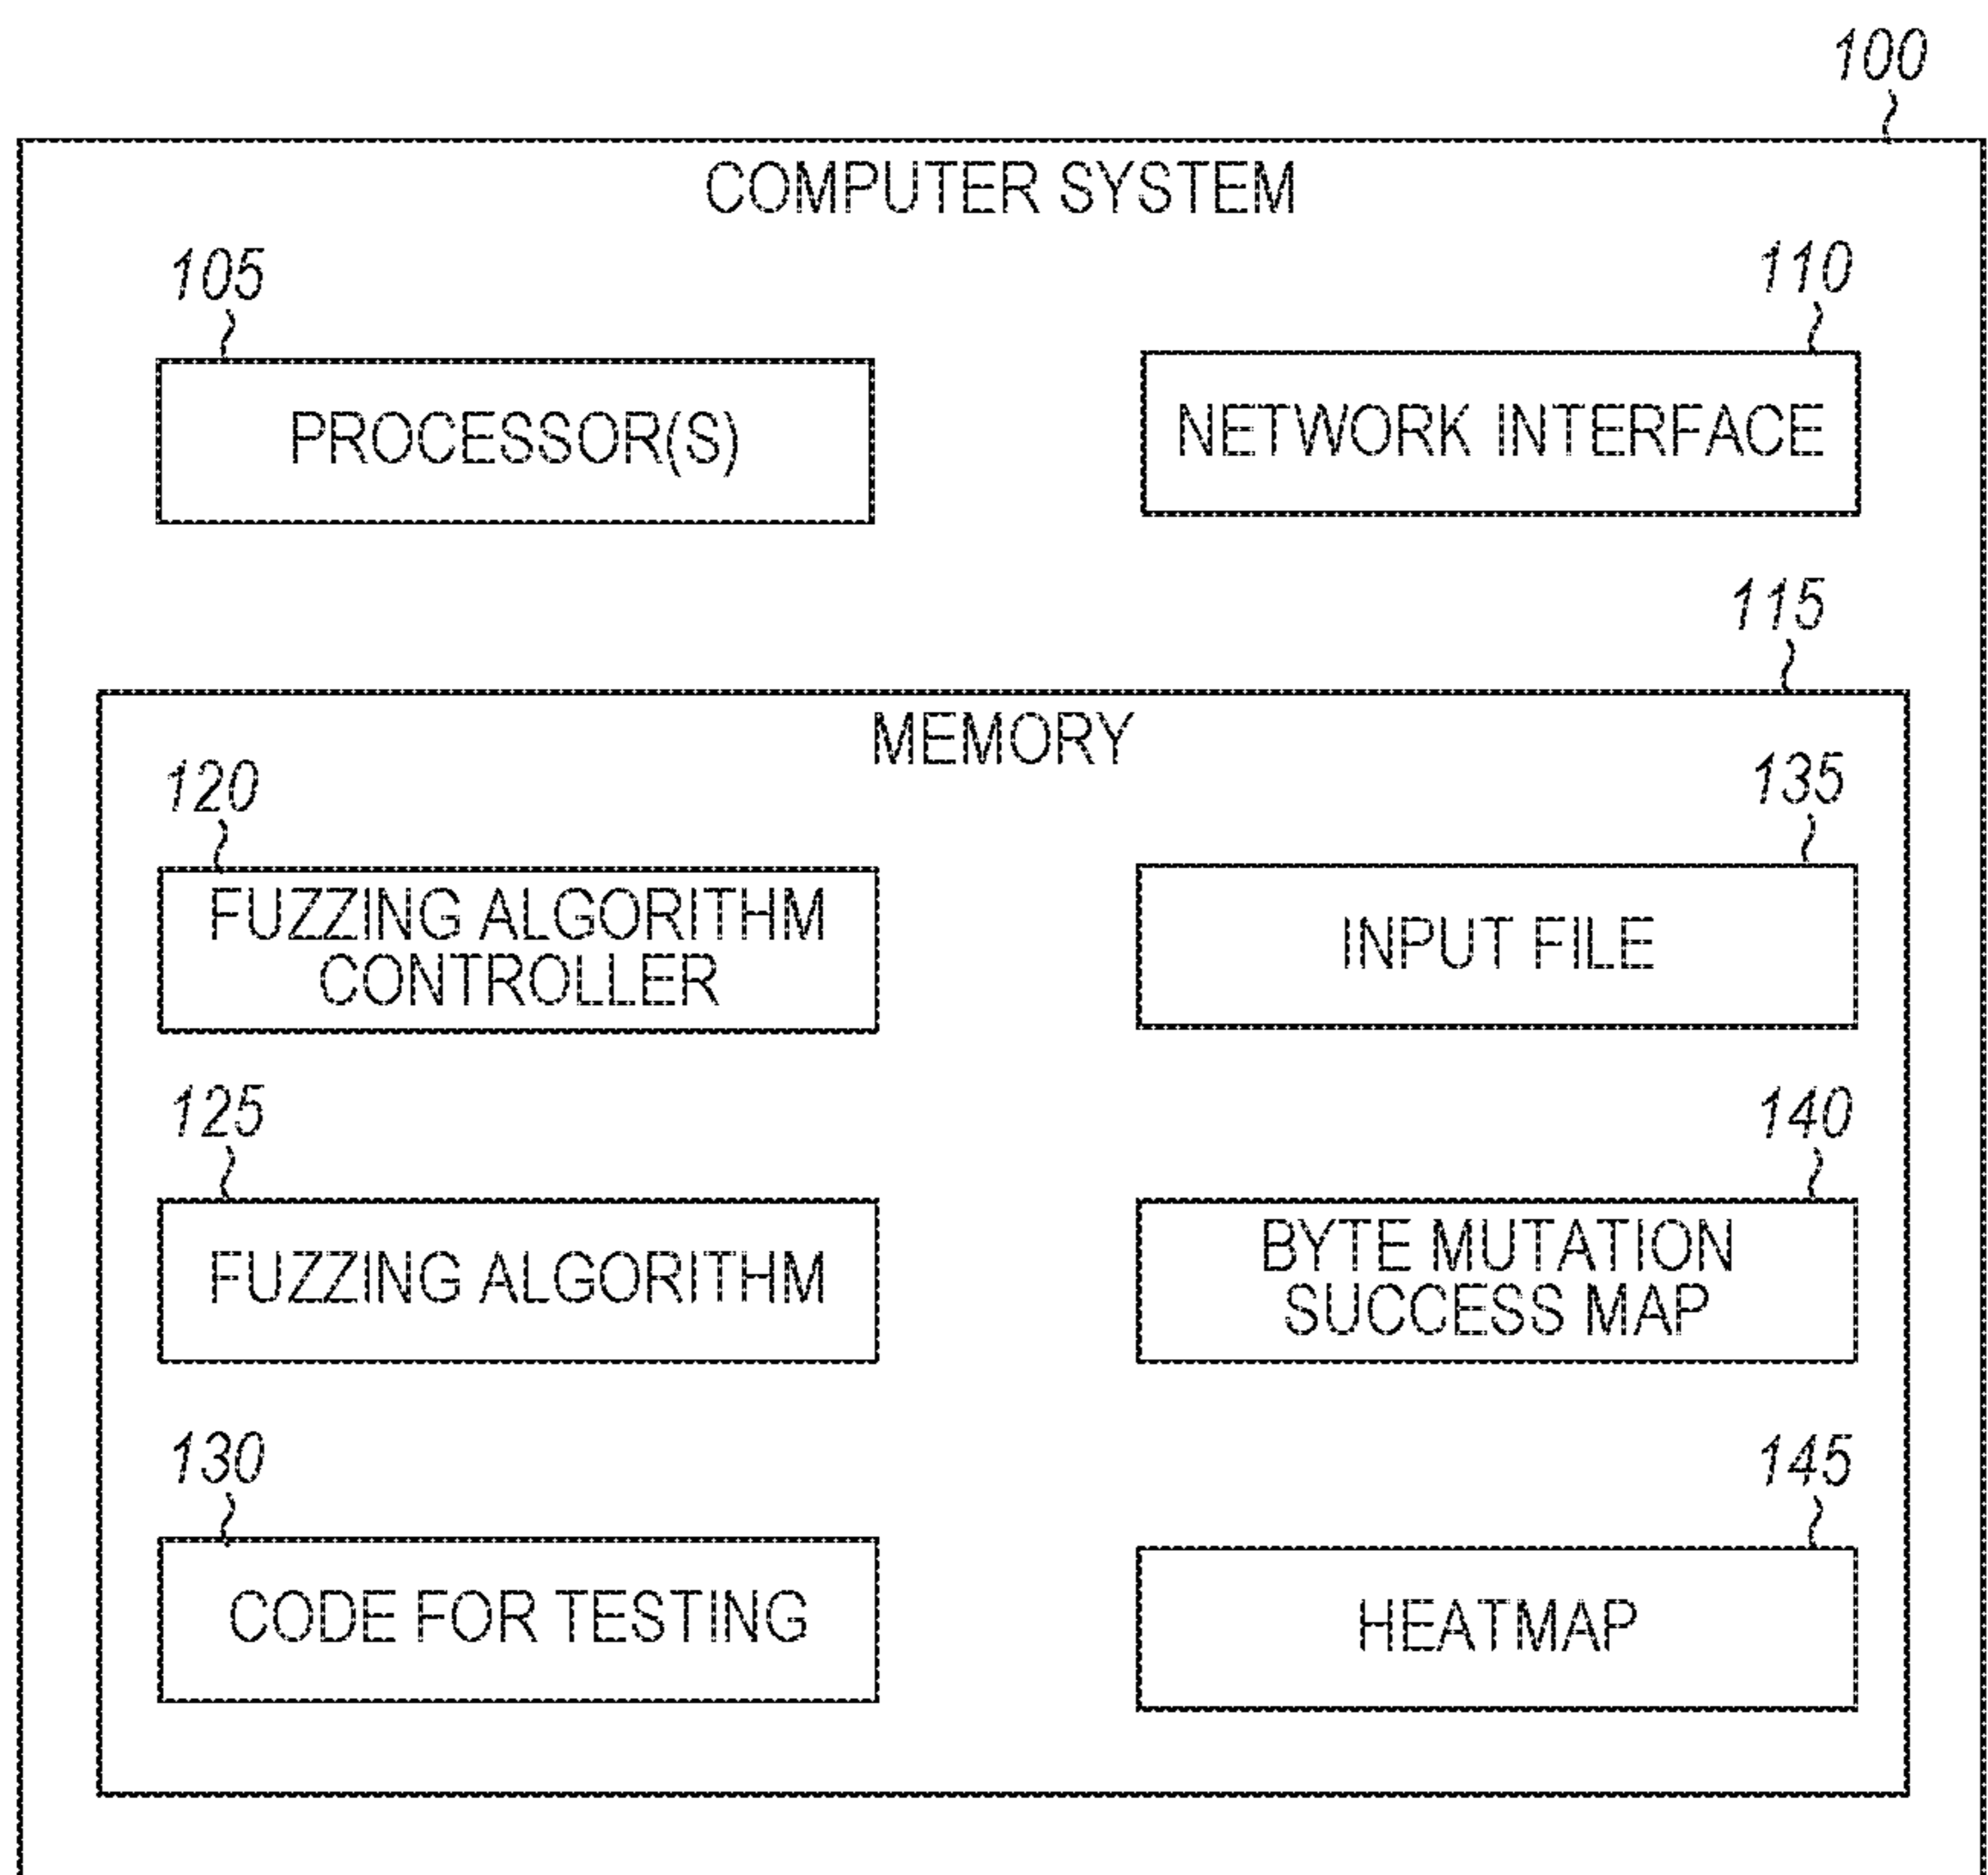 100
COMPUTER SYSTEM
105
110
PROCESSOR(S)
NETWORK INTERFACE
115
MEMORY
120
135
FUZZING ALGORITHM
CONTROLLER
INPUT FILE
125
140
FUZZING ALGORITHM
BYTE MUTATION
SUCCESS MAP
130
145
CODE FOR TESTING
HEATMAP